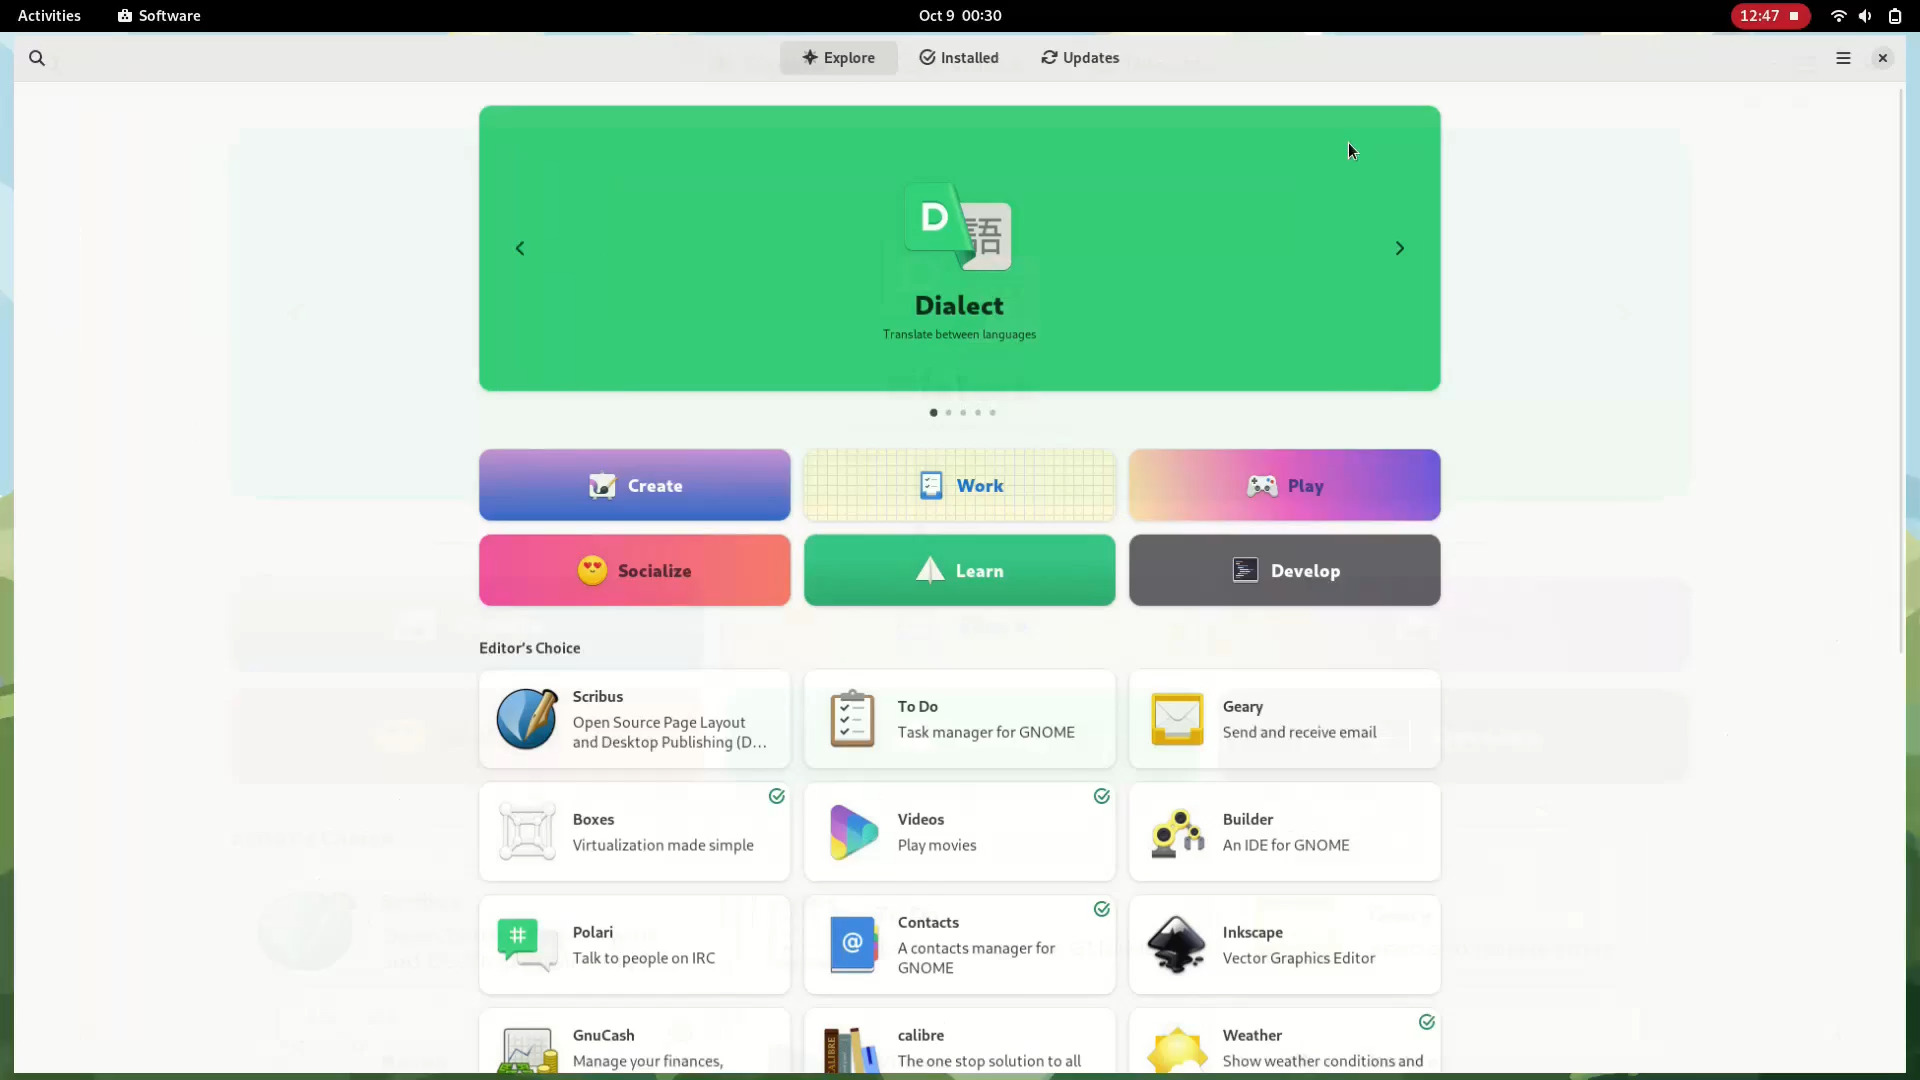 Activities Software Oct 9 00:30 12:47
Explore Installed Updates
D 語
Dialect
Translate between languages
Create Work Play
Socialize Learn Develop
Editor's Choice
Scribus
Open Source Page Layout
and Desktop Publishing (D...
To Do
Task manager for GNOME
Geary
Send and receive email
Boxes
Virtualization made simple
Videos
Play movies
Builder
An IDE for GNOME
#
Polari
Talk to people on IRC
@
Contacts
A contacts manager for
GNOME
Inkscape
Vector Graphics Editor
GnuCash
Manage your finances,
CALIBRE
calibre
The one stop solution to all
Weather
Show weather conditions and